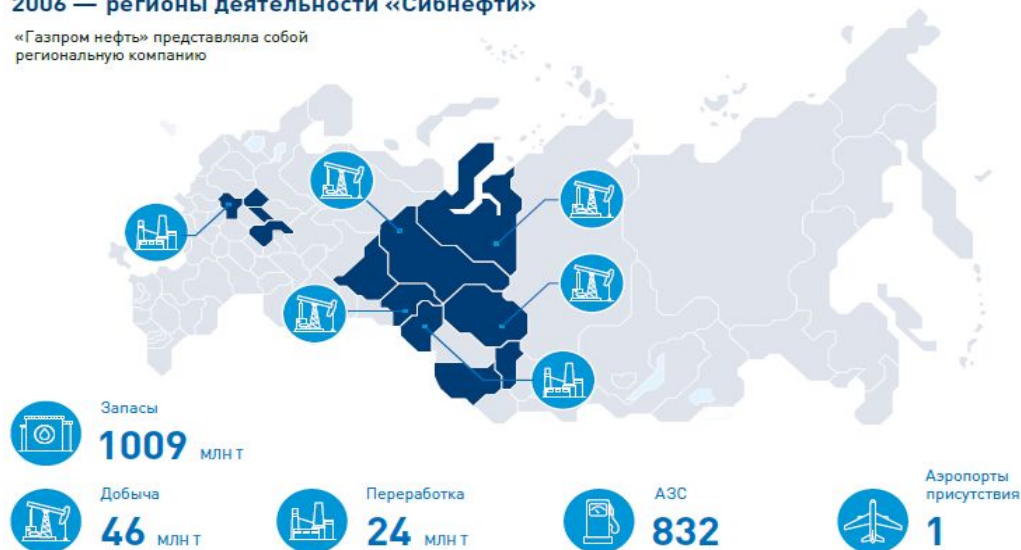 2006 — регионы деятельности «Сибнефти»
«Газпром нефть» представляла собой
региональную компанию
Запасы
1009 млн т
Добыча
46 млн т
Переработка
24 млн т
АЗС
832
Аэропорты
присутствия
1